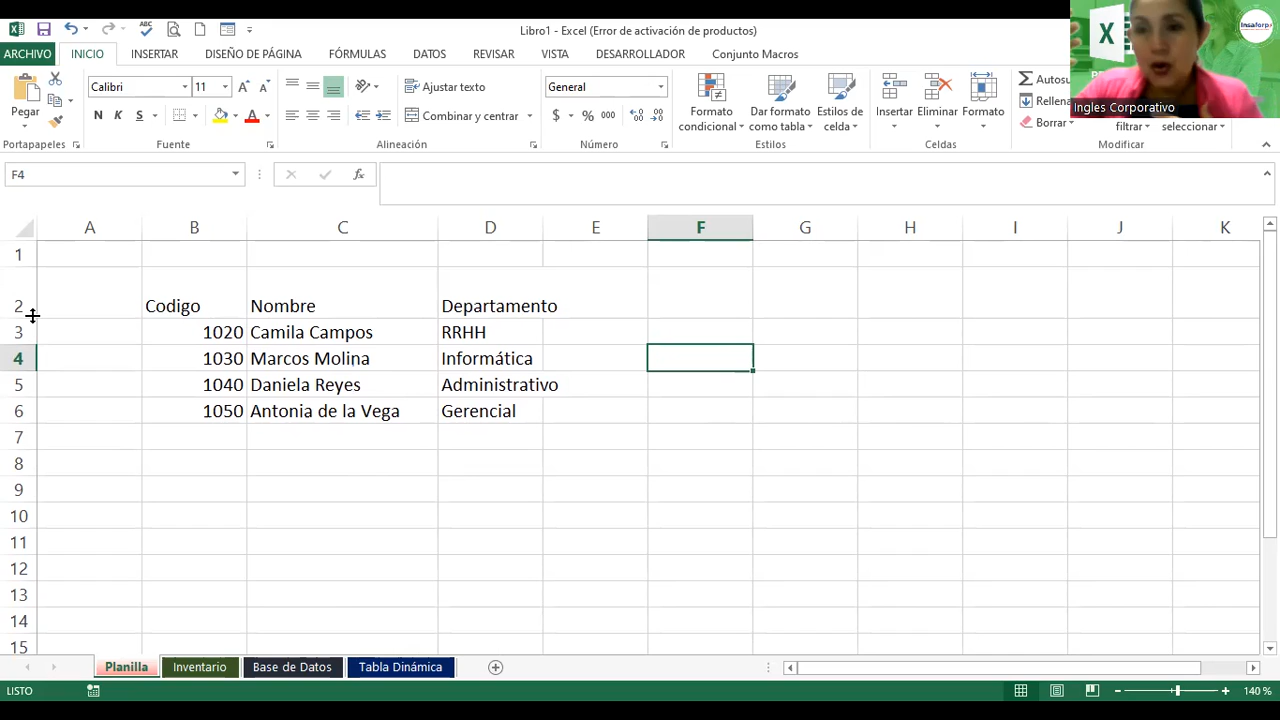 Libro1 - Excel (Error de activación de productos)
ABC
ARCHIVO INICIO INSERTAR DISEÑO DE PÁGINA FÓRMULAS DATOS REVISAR VISTA DESARROLLADOR Conjunto Macros
Insaforp
Ingles Corporativo
Pegar
Calibri 11
N K S
Ajustar texto
Combinar y centrar
General
$ % 000
Formato condicional
Dar formato como tabla
Estilos de celda
Insertar
Eliminar
Formato
Borrar
filtrar
seleccionar
Portapapeles Fuente Alineación Número Estilos Celdas Modificar
F4 fx
A B C D E F G H I J K
1
2 Codigo Nombre Departamento
3 1020 Camila Campos RRHH
4 1030 Marcos Molina Informática
5 1040 Daniela Reyes Administrativo
6 1050 Antonia de la Vega Gerencial
7
8
9
10
11
12
13
14
15
Planilla Inventario Base de Datos Tabla Dinámica
LISTO 140 %